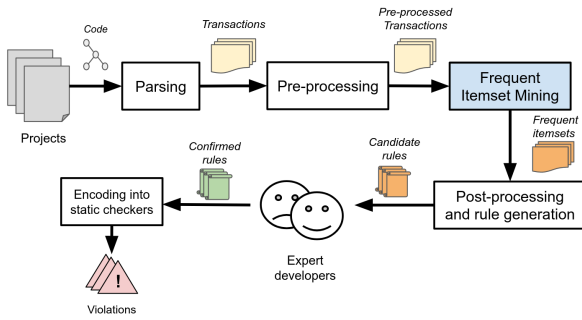 Code
Transactions
Pre-processed
Transactions
Projects
Parsing
Pre-processing
Frequent
Itemset Mining
Frequent
itemsets
Post-processing
and rule generation
Candidate
rules
Expert
developers
Confirmed
rules
Encoding into
static checkers
!
Violations